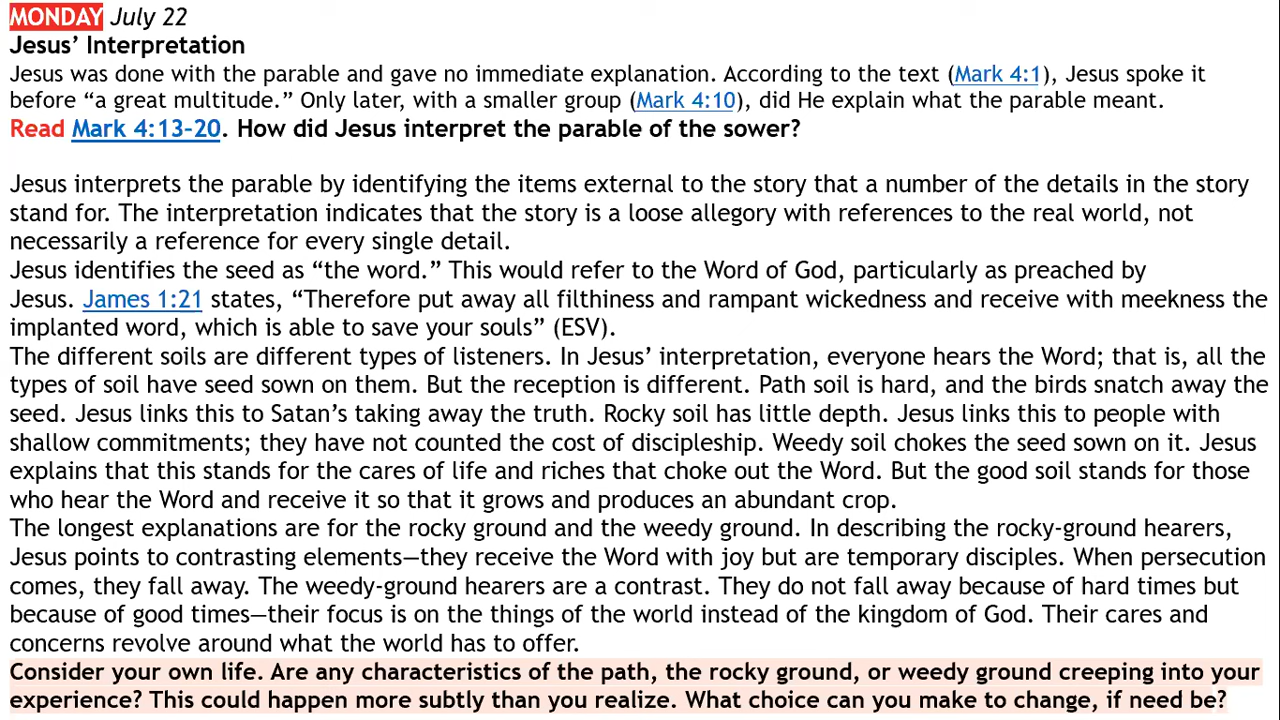 MONDAY July 22
Jesus’ Interpretation
Jesus was done with the parable and gave no immediate explanation. According to the text (Mark 4:1), Jesus spoke it
before “a great multitude.” Only later, with a smaller group (Mark 4:10), did He explain what the parable meant.
Read Mark 4:13-20. How did Jesus interpret the parable of the sower?
Jesus interprets the parable by identifying the items external to the story that a number of the details in the story
stand for. The interpretation indicates that the story is a loose allegory with references to the real world, not
necessarily a reference for every single detail.
Jesus identifies the seed as “the word.” This would refer to the Word of God, particularly as preached by
Jesus. James 1:21 states, “Therefore put away all filthiness and rampant wickedness and receive with meekness the
implanted word, which is able to save your souls” (ESV).
The different soils are different types of listeners. In Jesus’ interpretation, everyone hears the Word; that is, all the
types of soil have seed sown on them. But the reception is different. Path soil is hard, and the birds snatch away the
seed. Jesus links this to Satan’s taking away the truth. Rocky soil has little depth. Jesus links this to people with
shallow commitments; they have not counted the cost of discipleship. Weedy soil chokes the seed sown on it. Jesus
explains that this stands for the cares of life and riches that choke out the Word. But the good soil stands for those
who hear the Word and receive it so that it grows and produces an abundant crop.
The longest explanations are for the rocky ground and the weedy ground. In describing the rocky-ground hearers,
Jesus points to contrasting elements—they receive the Word with joy but are temporary disciples. When persecution
comes, they fall away. The weedy-ground hearers are a contrast. They do not fall away because of hard times but
because of good times—their focus is on the things of the world instead of the kingdom of God. Their cares and
concerns revolve around what the world has to offer.
Consider your own life. Are any characteristics of the path, the rocky ground, or weedy ground creeping into your
experience? This could happen more subtly than you realize. What choice can you make to change, if need be?